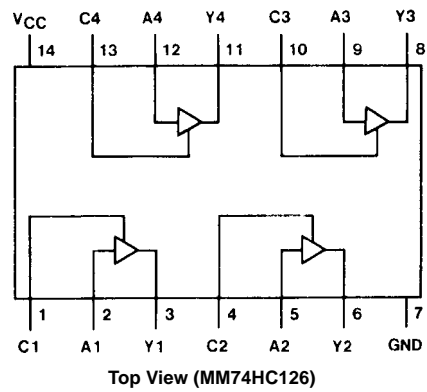 VCC C4 A4 Y4 C3 A3 Y3
14 13 12 11 10 9 8
1 2 3 4 5 6 7
C1 A1 Y1 C2 A2 Y2 GND
Top View (MM74HC126)